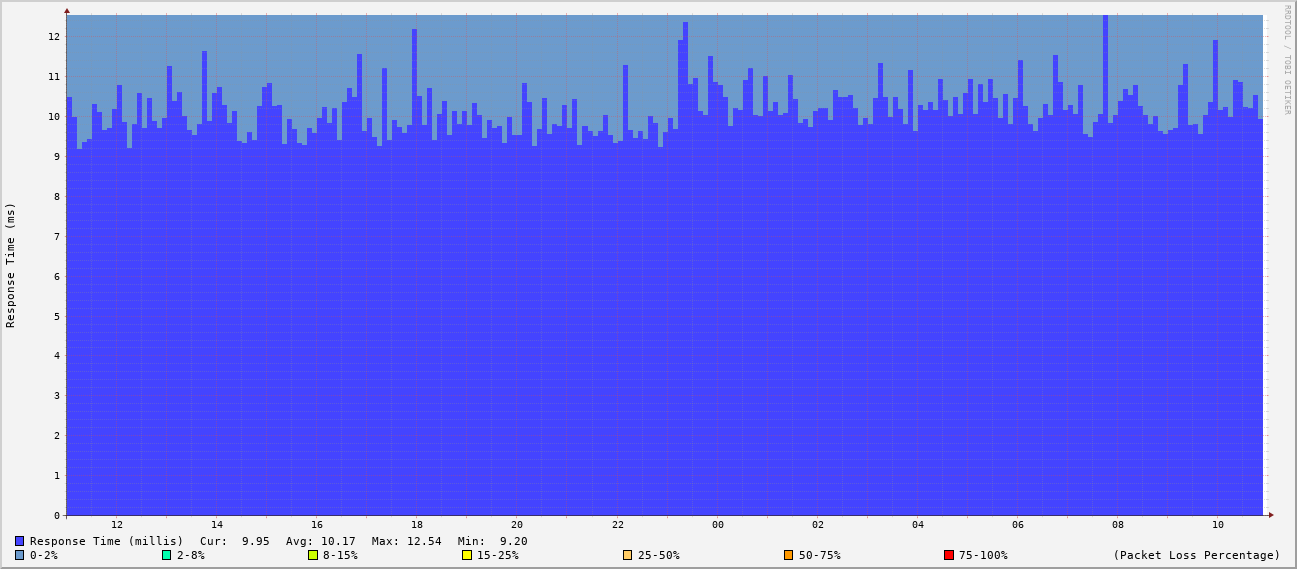 RRDTOOL / TOBI OETIKER
Response Time (ms)
12
11
10
9
8
7
6
5
4
3
2
1
0
12 14 16 18 20 22 00 02 04 06 08 10
Response Time (millis) Cur: 9.95 Avg: 10.17 Max: 12.54 Min: 9.20
0-2% 2-8% 8-15% 15-25% 25-50% 50-75% 75-100% (Packet Loss Percentage)